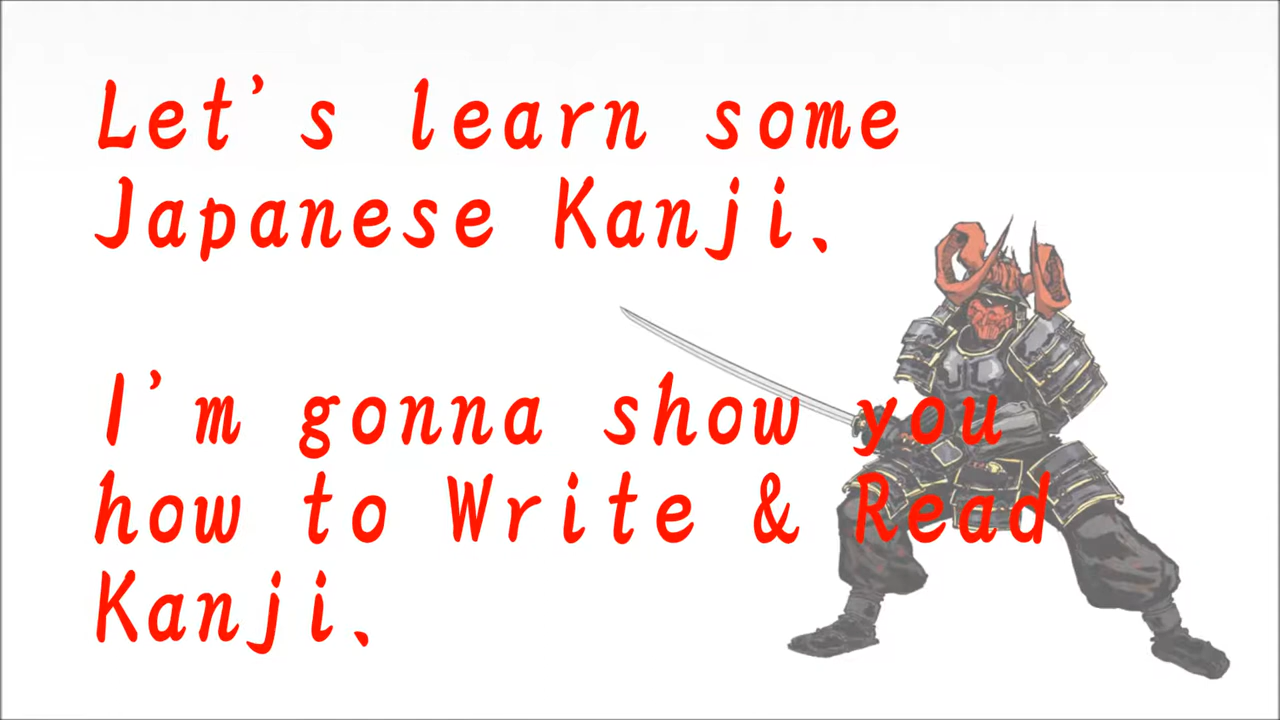 Let's learn some
Japanese Kanji、
I'm gonna show you
how to Write & Read
Kanji、